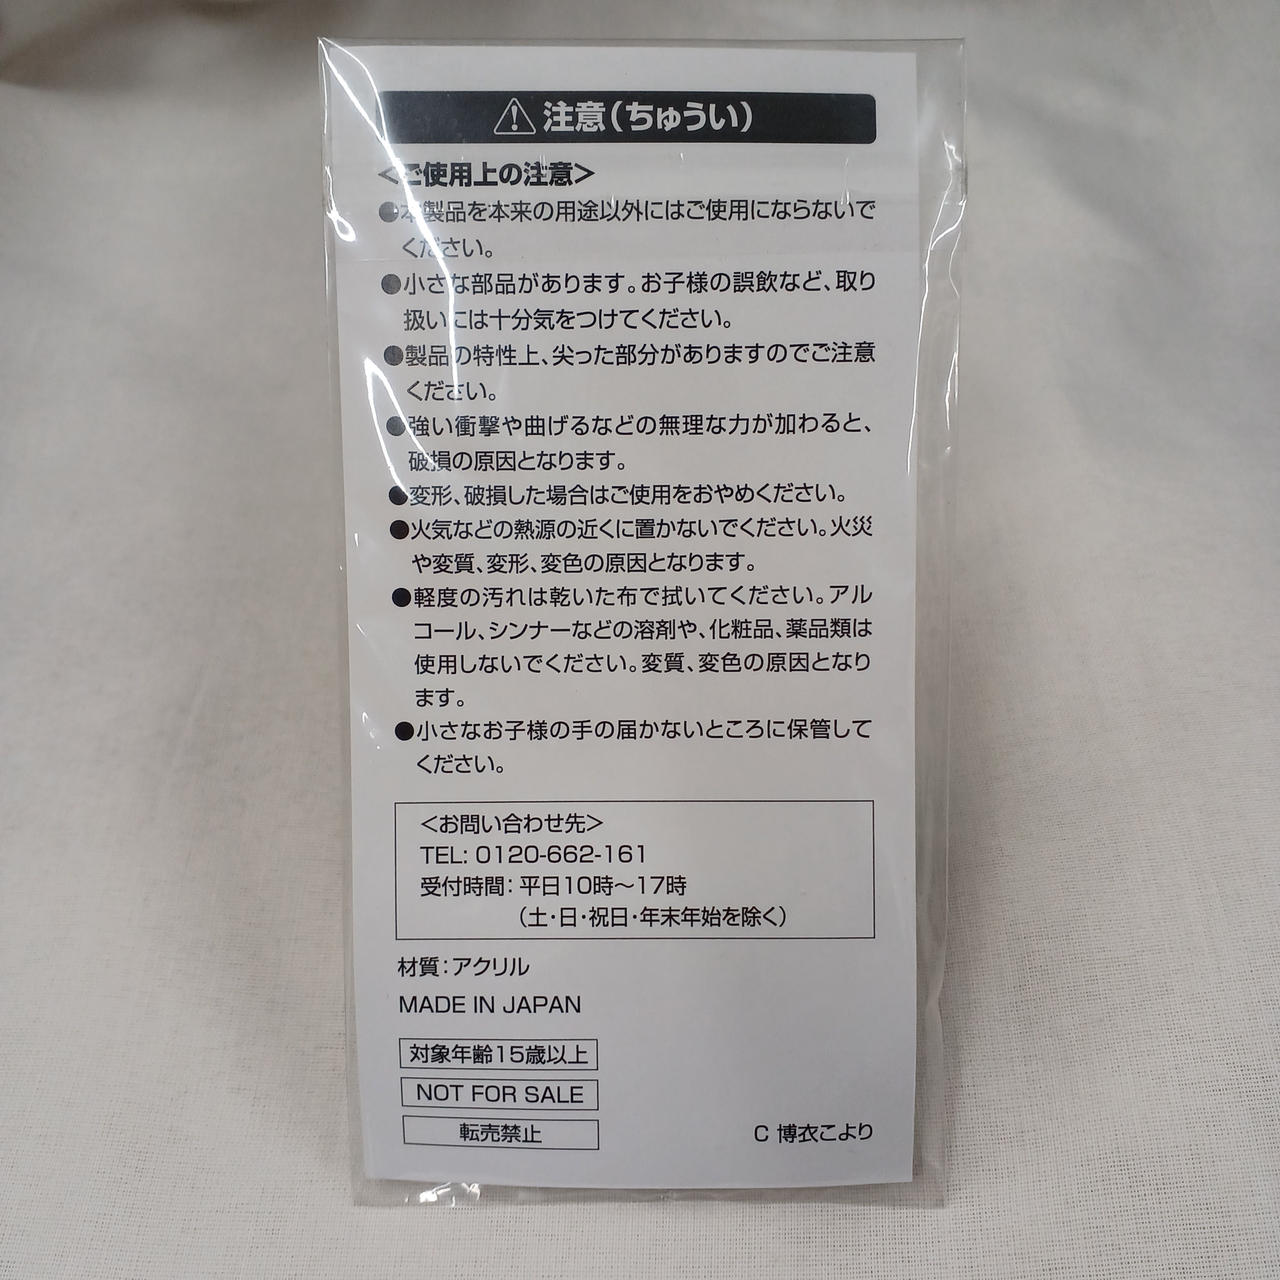 注意(ちゅうい)
<ご使用上の注意>
●本製品を本来の用途以外にはご使用にならないで
ください。
●小さな部品があります。お子様の誤飲など、取り
扱いには十分気をつけてください。
●製品の特性上、尖った部分がありますのでご注意
ください。
●強い衝撃や曲げるなどの無理な力が加わると、
破損の原因となります。
●変形、破損した場合はご使用をおやめください。
●火気などの熱源の近くに置かないでください。火災
や変質、変形、変色の原因となります。
●軽度の汚れは乾いた布で拭いてください。アル
コール、シンナーなどの溶剤や、化粧品、薬品類は
使用しないでください。変質、変色の原因となり
ます。
●小さなお子様の手の届かないところに保管して
ください。
<お問い合わせ先>
TEL: 0120-662-161
受付時間：平日10時～17時
(土・日・祝日・年末年始を除く)
材質：アクリル
MADE IN JAPAN
対象年齢15歳以上
NOT FOR SALE
転売禁止
C 博衣こより